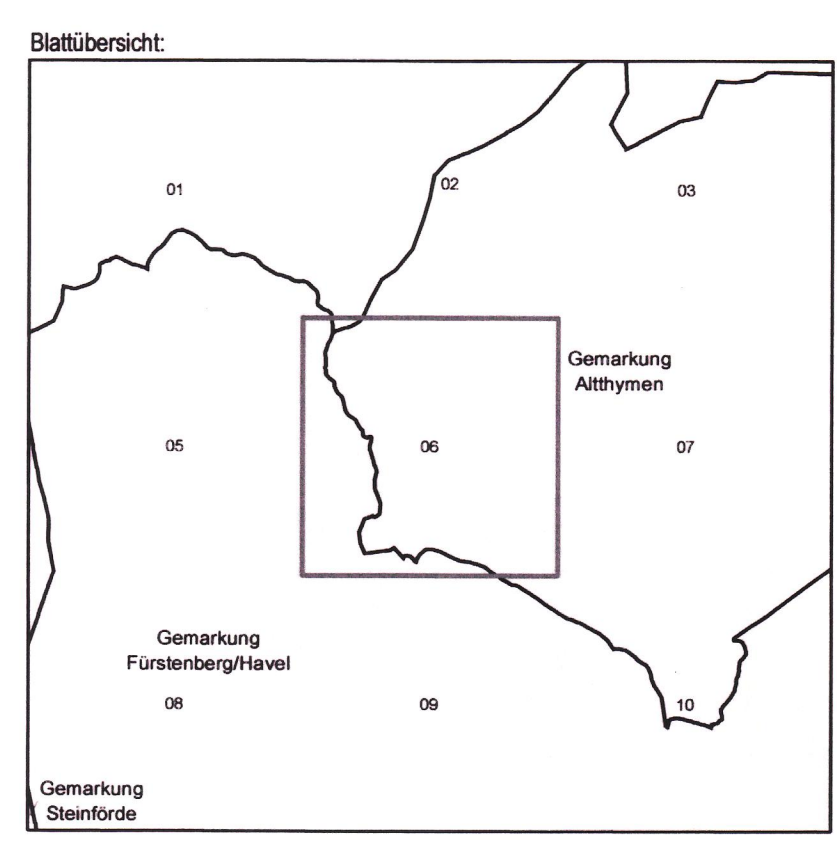 Blattübersicht:
01
02
03
Gemarkung
Altthymen
05
06
07
Gemarkung
Fürstenberg/Havel
08
09
10
Gemarkung
Steinförde